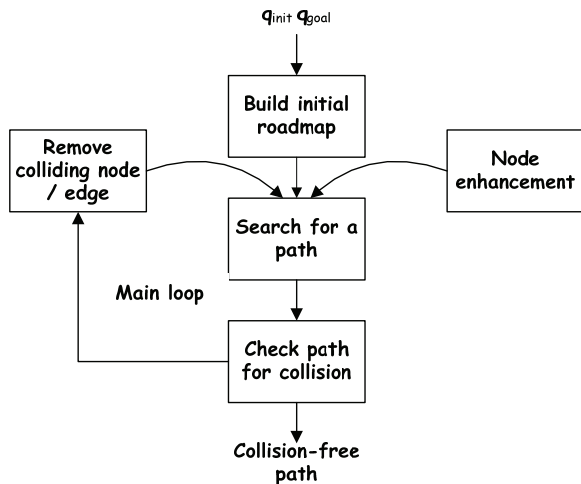 qinit qgoal
Build initial
roadmap
Remove
colliding node
/ edge
Node
enhancement
Search for a
path
Main loop
Check path
for collision
Collision-free
path